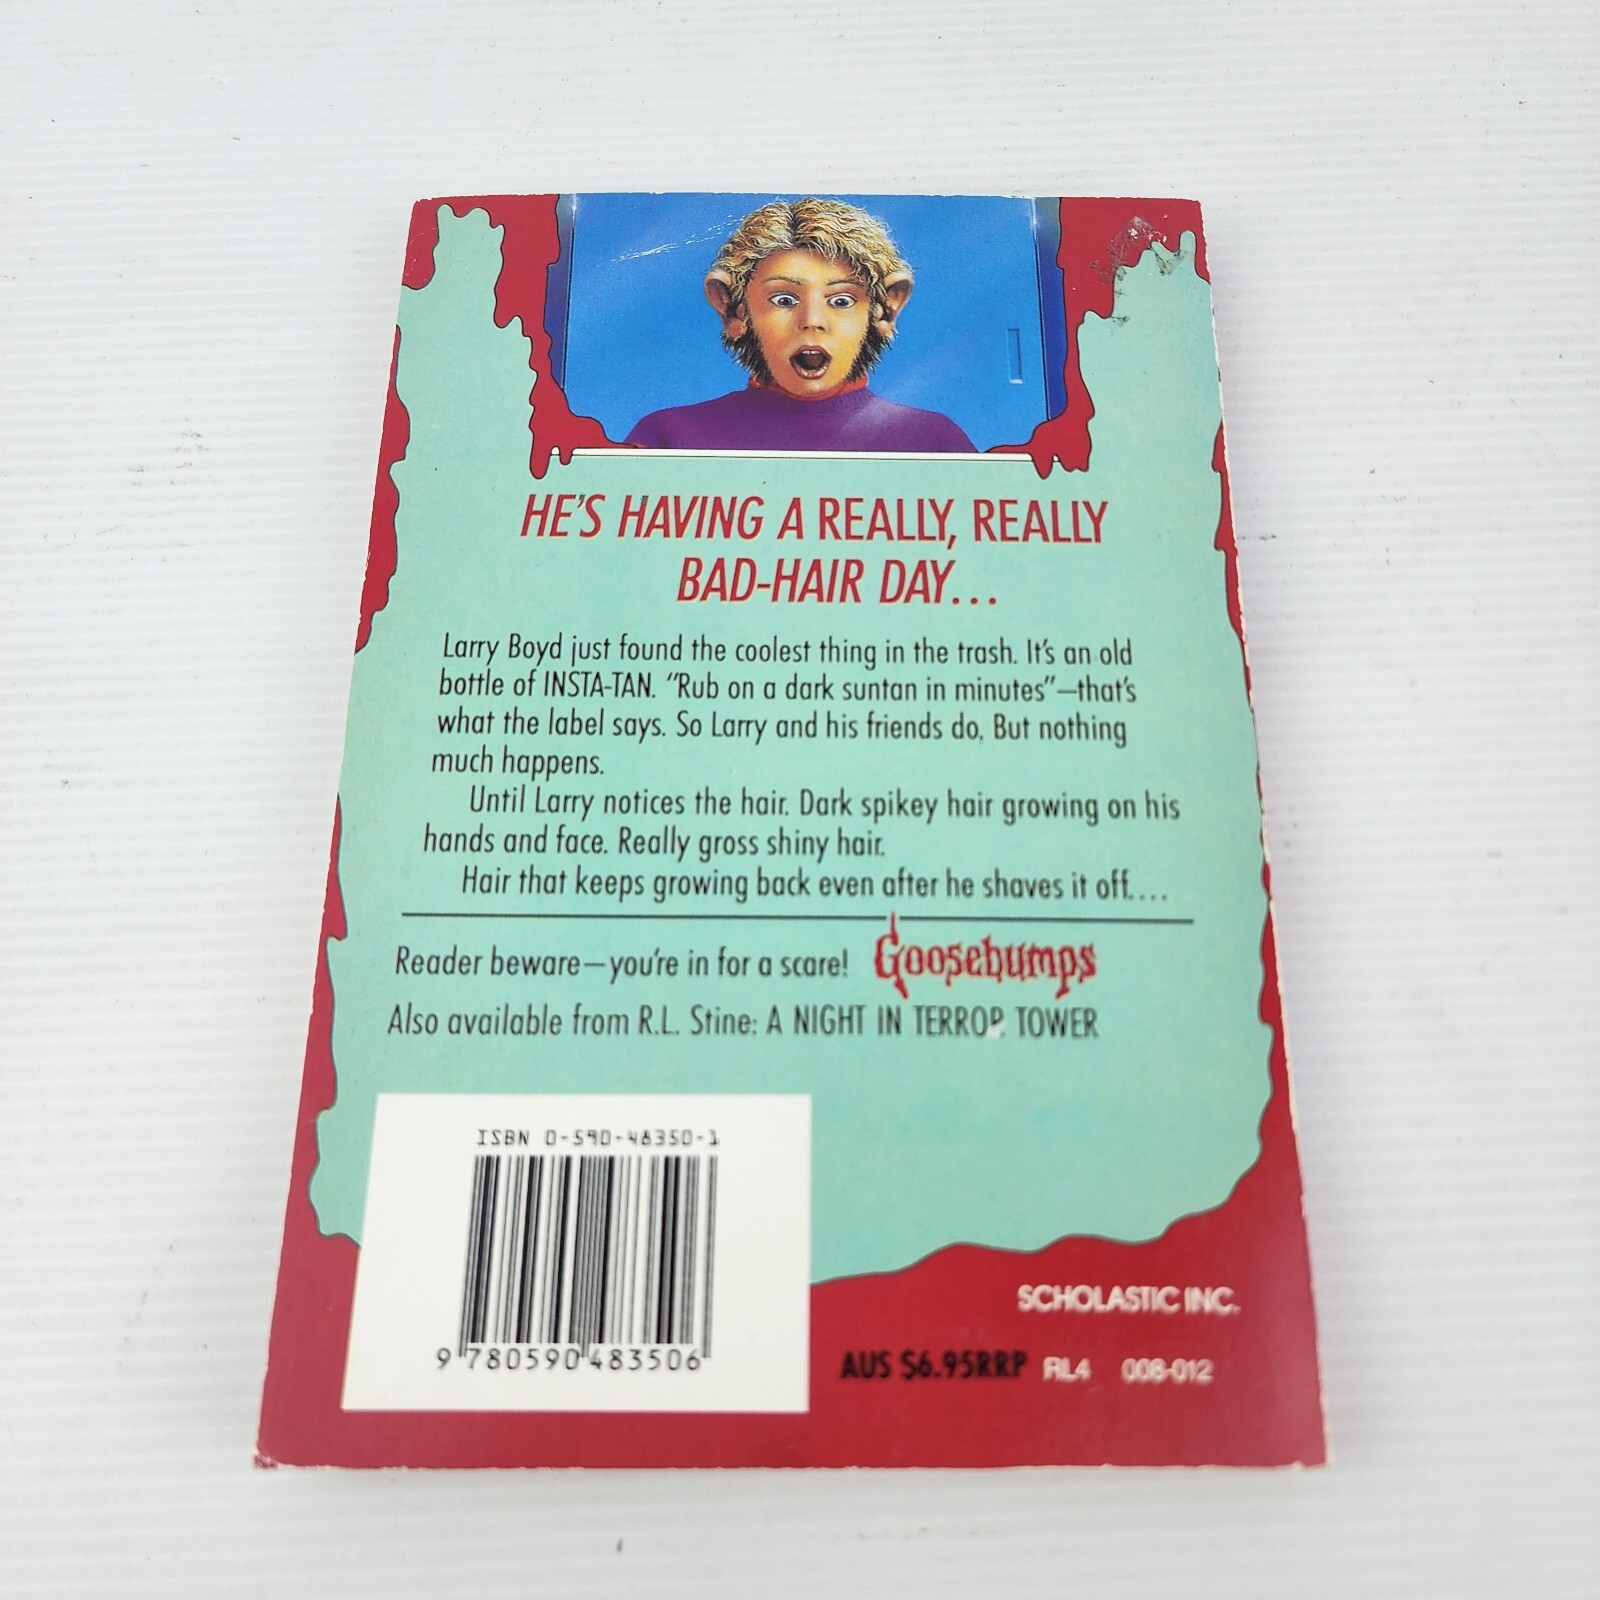 HE'S HAVING A REALLY, REALLY
BAD-HAIR DAY...
Larry Boyd just found the coolest thing in the trash. It's an old
bottle of INSTA-TAN. "Rub on a dark suntan in minutes"—that's
what the label says. So Larry and his friends do. But nothing
much happens.
Until Larry notices the hair. Dark spikey hair growing on his
hands and face. Really gross shiny hair.
Hair that keeps growing back even after he shaves it off....
Reader beware—you're in for a scare! Goosebumps
Also available from R.L. Stine: A NIGHT IN TERROR TOWER
ISBN 0-590-48350-1
9 780590 483506
SCHOLASTIC INC.
AUS $6.95RRP RL4 008-012